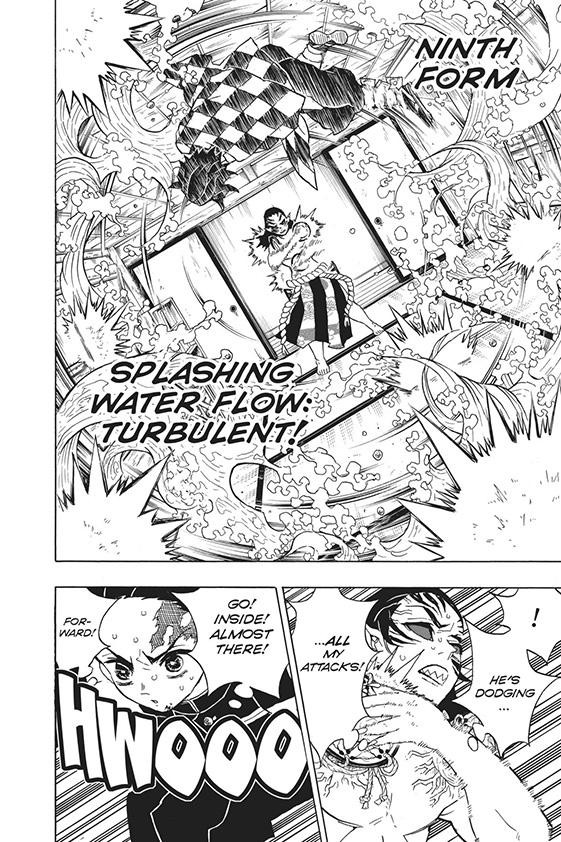 NINTH
FORM
SPLASHING
WATER FLOW:
TURBULENT!
!
HE'S
DODGING
...
...ALL
MY
ATTACKS!
GO!
INSIDE!
ALMOST
THERE!
FOR-
WARD!
HWOOO